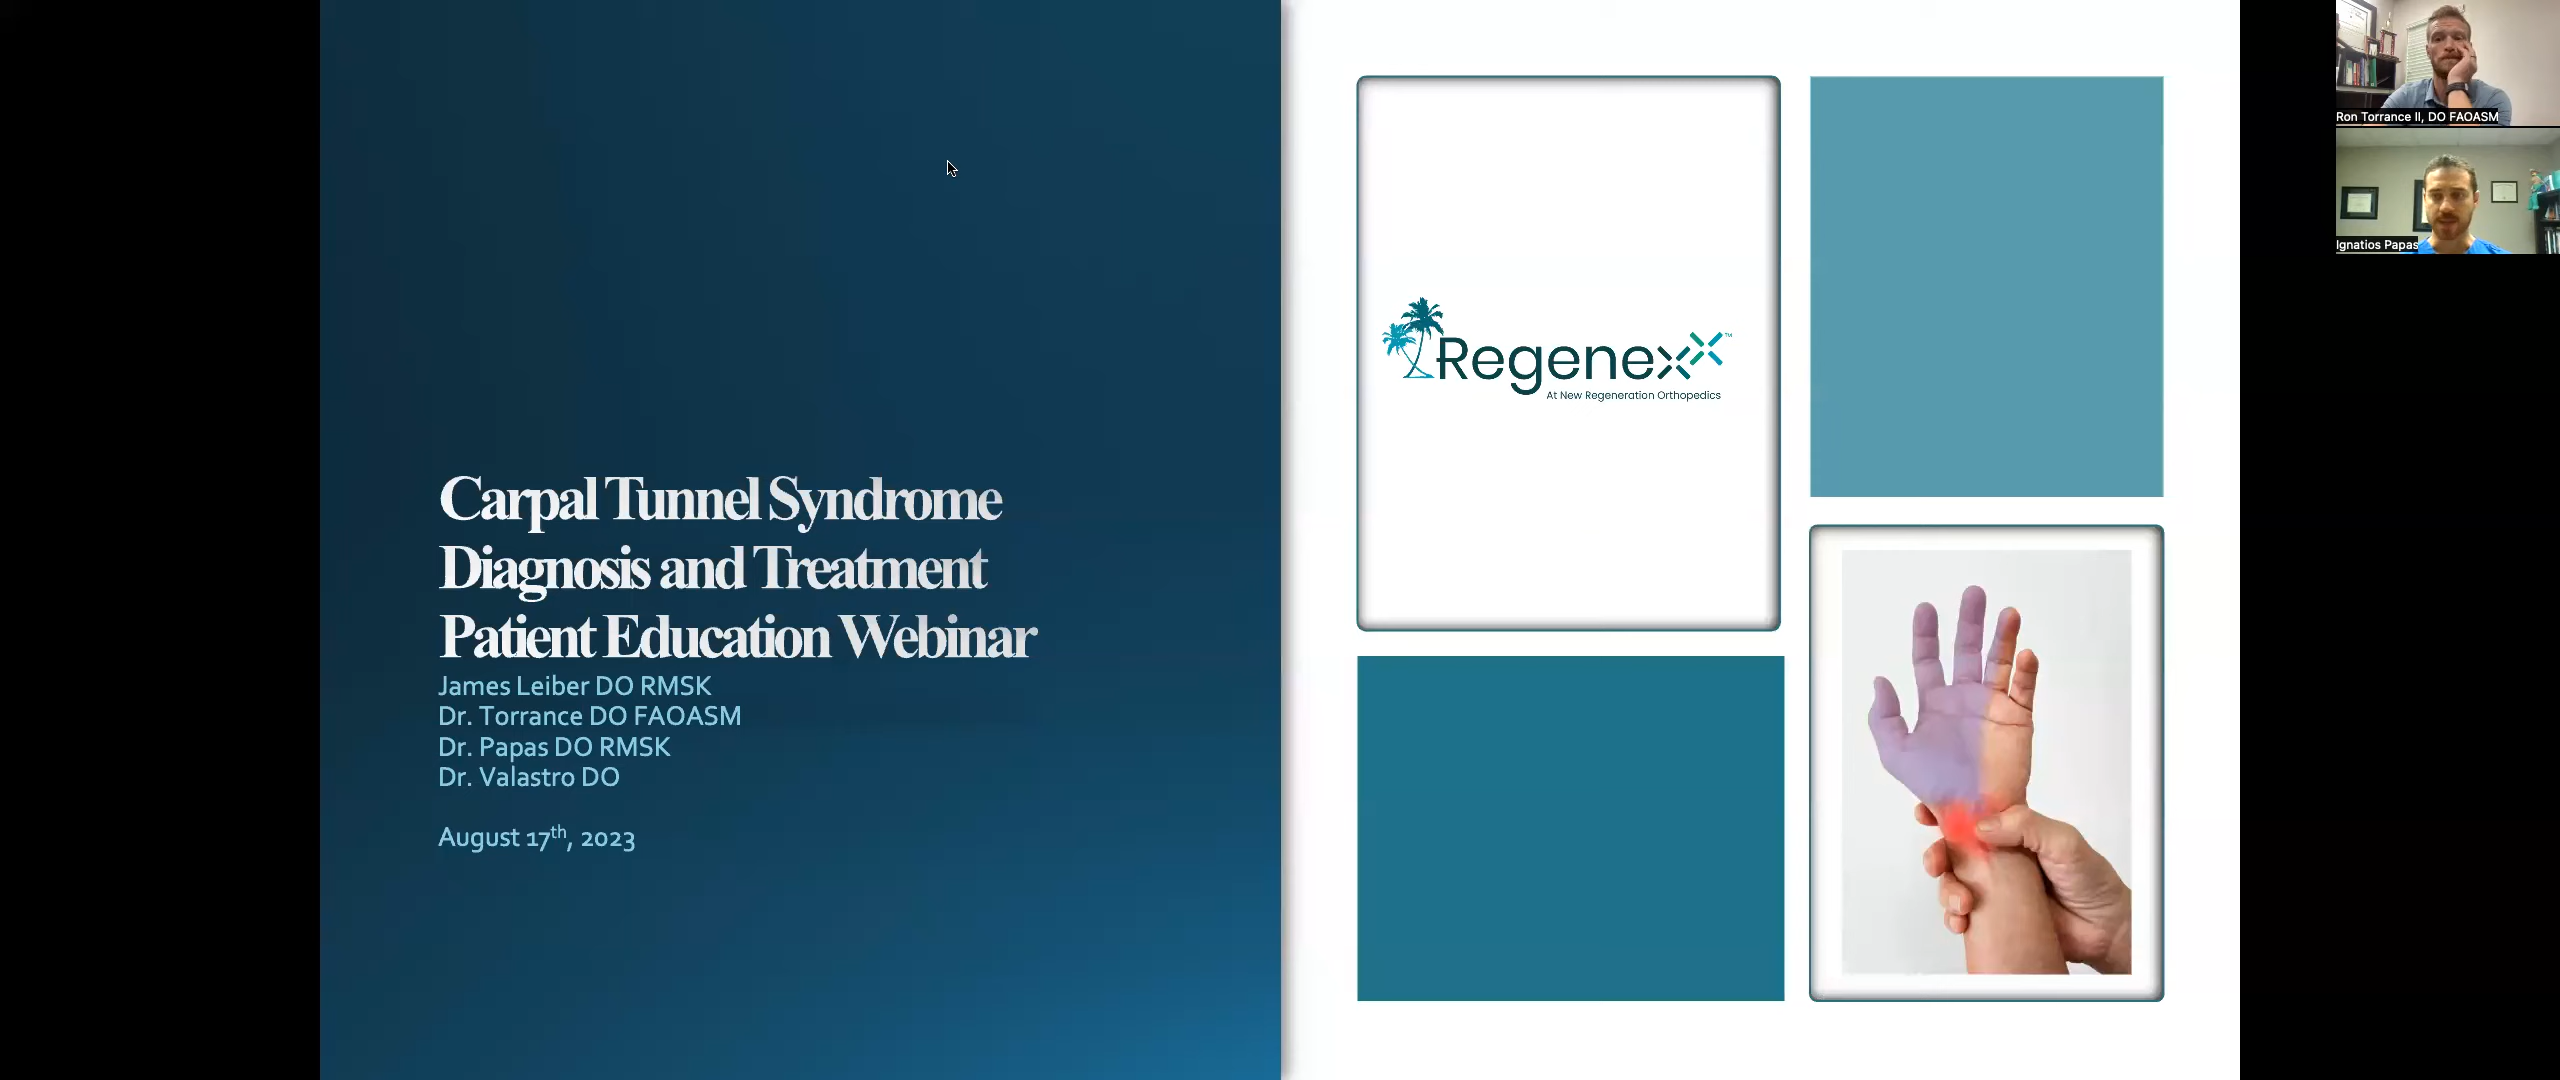 Carpal Tunnel Syndrome
Diagnosis and Treatment
Patient Education Webinar
James Leiber DO RMSK
Dr. Torrance DO FAOASM
Dr. Papas DO RMSK
Dr. Valastro DO
August 17th, 2023
Regenexx™
At New Regeneration Orthopedics
Ron Torrance II, DO FAOASM
Ignatios Papas